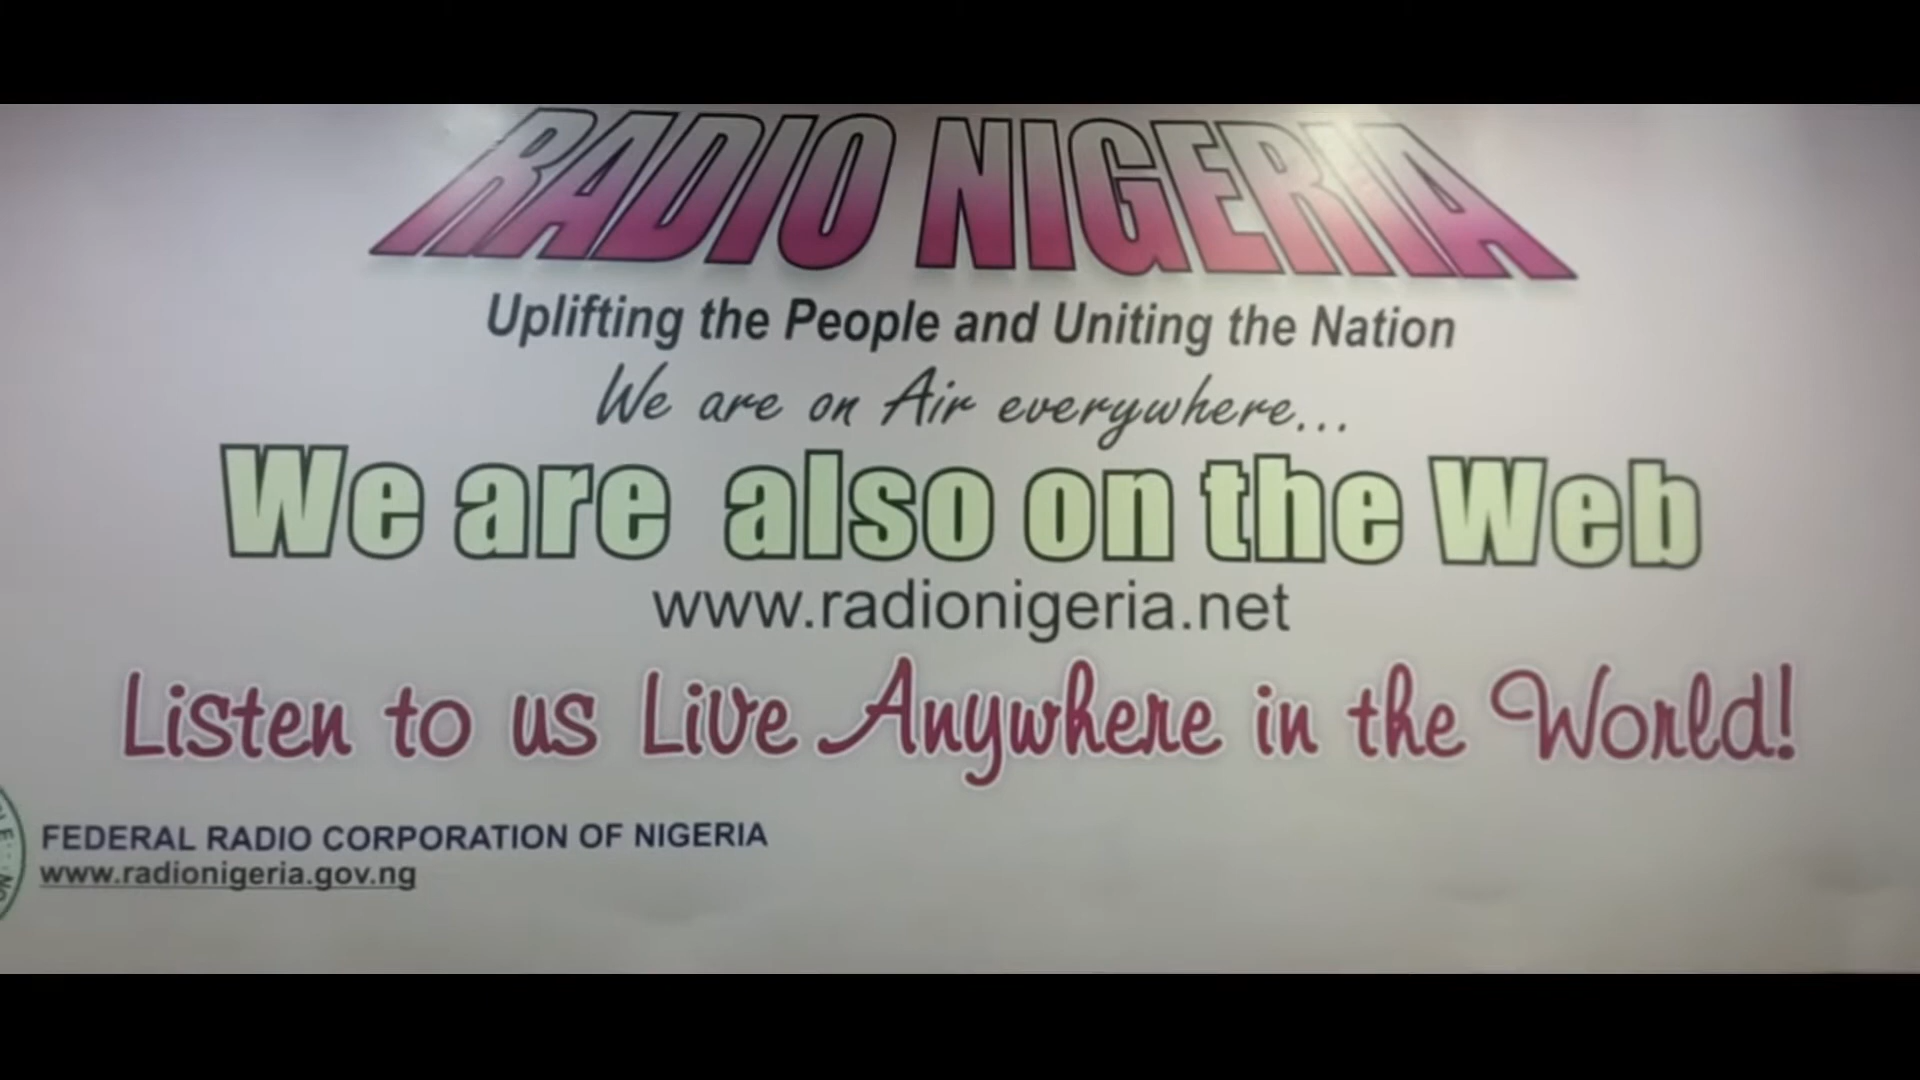 RADIO NIGERIA
Uplifting the People and Uniting the Nation
We are on Air everywhere...
We are also on the Web
www.radionigeria.net
Listen to us Live Anywhere in the World!
FEDERAL RADIO CORPORATION OF NIGERIA
www.radionigeria.gov.ng